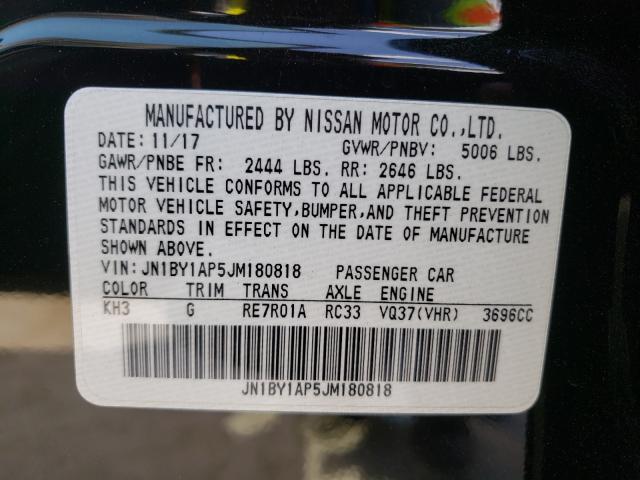 MANUFACTURED BY NISSAN MOTOR CO.,LTD.
DATE: 11/17 GVWR/PNBV: 5006 LBS.
GAWR/PNBE FR: 2444 LBS. RR: 2646 LBS.
THIS VEHICLE CONFORMS TO ALL APPLICABLE FEDERAL
MOTOR VEHICLE SAFETY,BUMPER,AND THEFT PREVENTION
STANDARDS IN EFFECT ON THE DATE OF MANUFACTURE
SHOWN ABOVE.
VIN:JN1BY1AP5JM180818 PASSENGER CAR
COLOR TRIM TRANS AXLE ENGINE
KH3 G RE7R01A RC33 VQ37(VHR) 3696CC
JN1BY1AP5JM180818